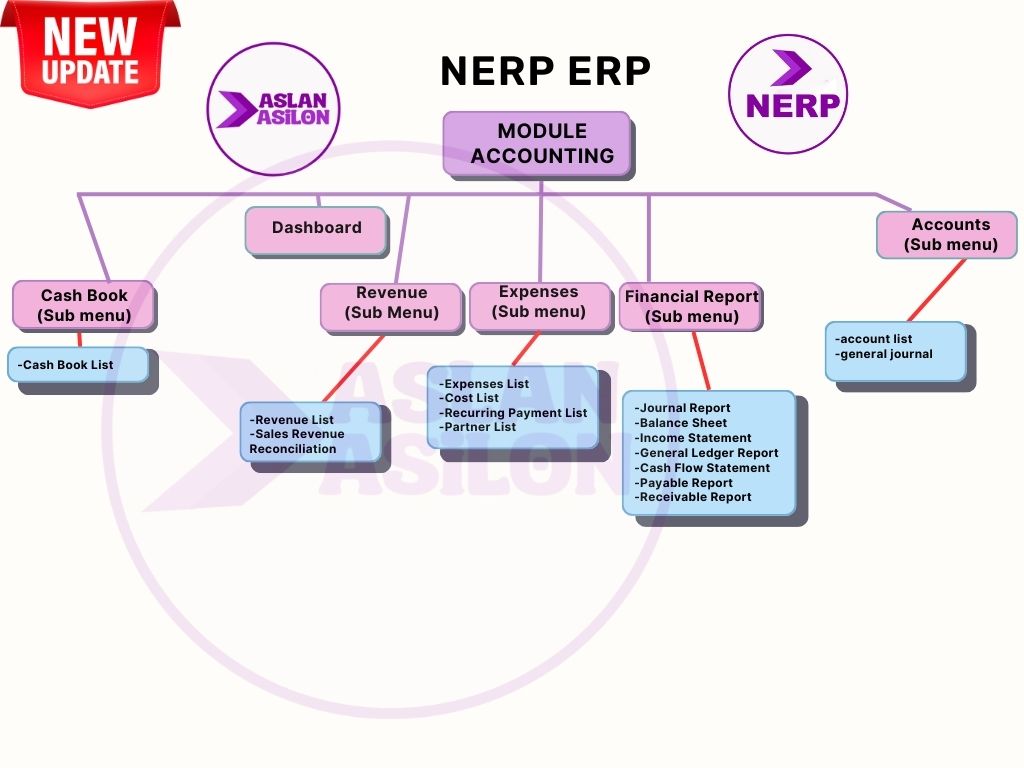 NEW
UPDATE
ASLAN
ASiLON
NERP ERP
NERP
MODULE
ACCOUNTING
Dashboard
Accounts
(Sub menu)
Cash Book
(Sub menu)
Revenue
(Sub Menu)
Expenses
(Sub menu)
Financial Report
(Sub menu)
-Cash Book List
-Revenue List
-Sales Revenue
Reconciliation
-Expenses List
-Cost List
-Recurring Payment List
-Partner List
-Journal Report
-Balance Sheet
-Income Statement
-General Ledger Report
-Cash Flow Statement
-Payable Report
-Receivable Report
-account list
-general journal
ASLAN
ASiLON